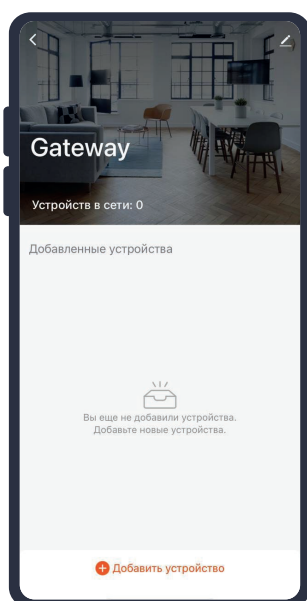 Gateway
Устройств в сети: 0
Добавленные устройства
Вы еще не добавили устройства.
Добавьте новые устройства.
Добавить устройство